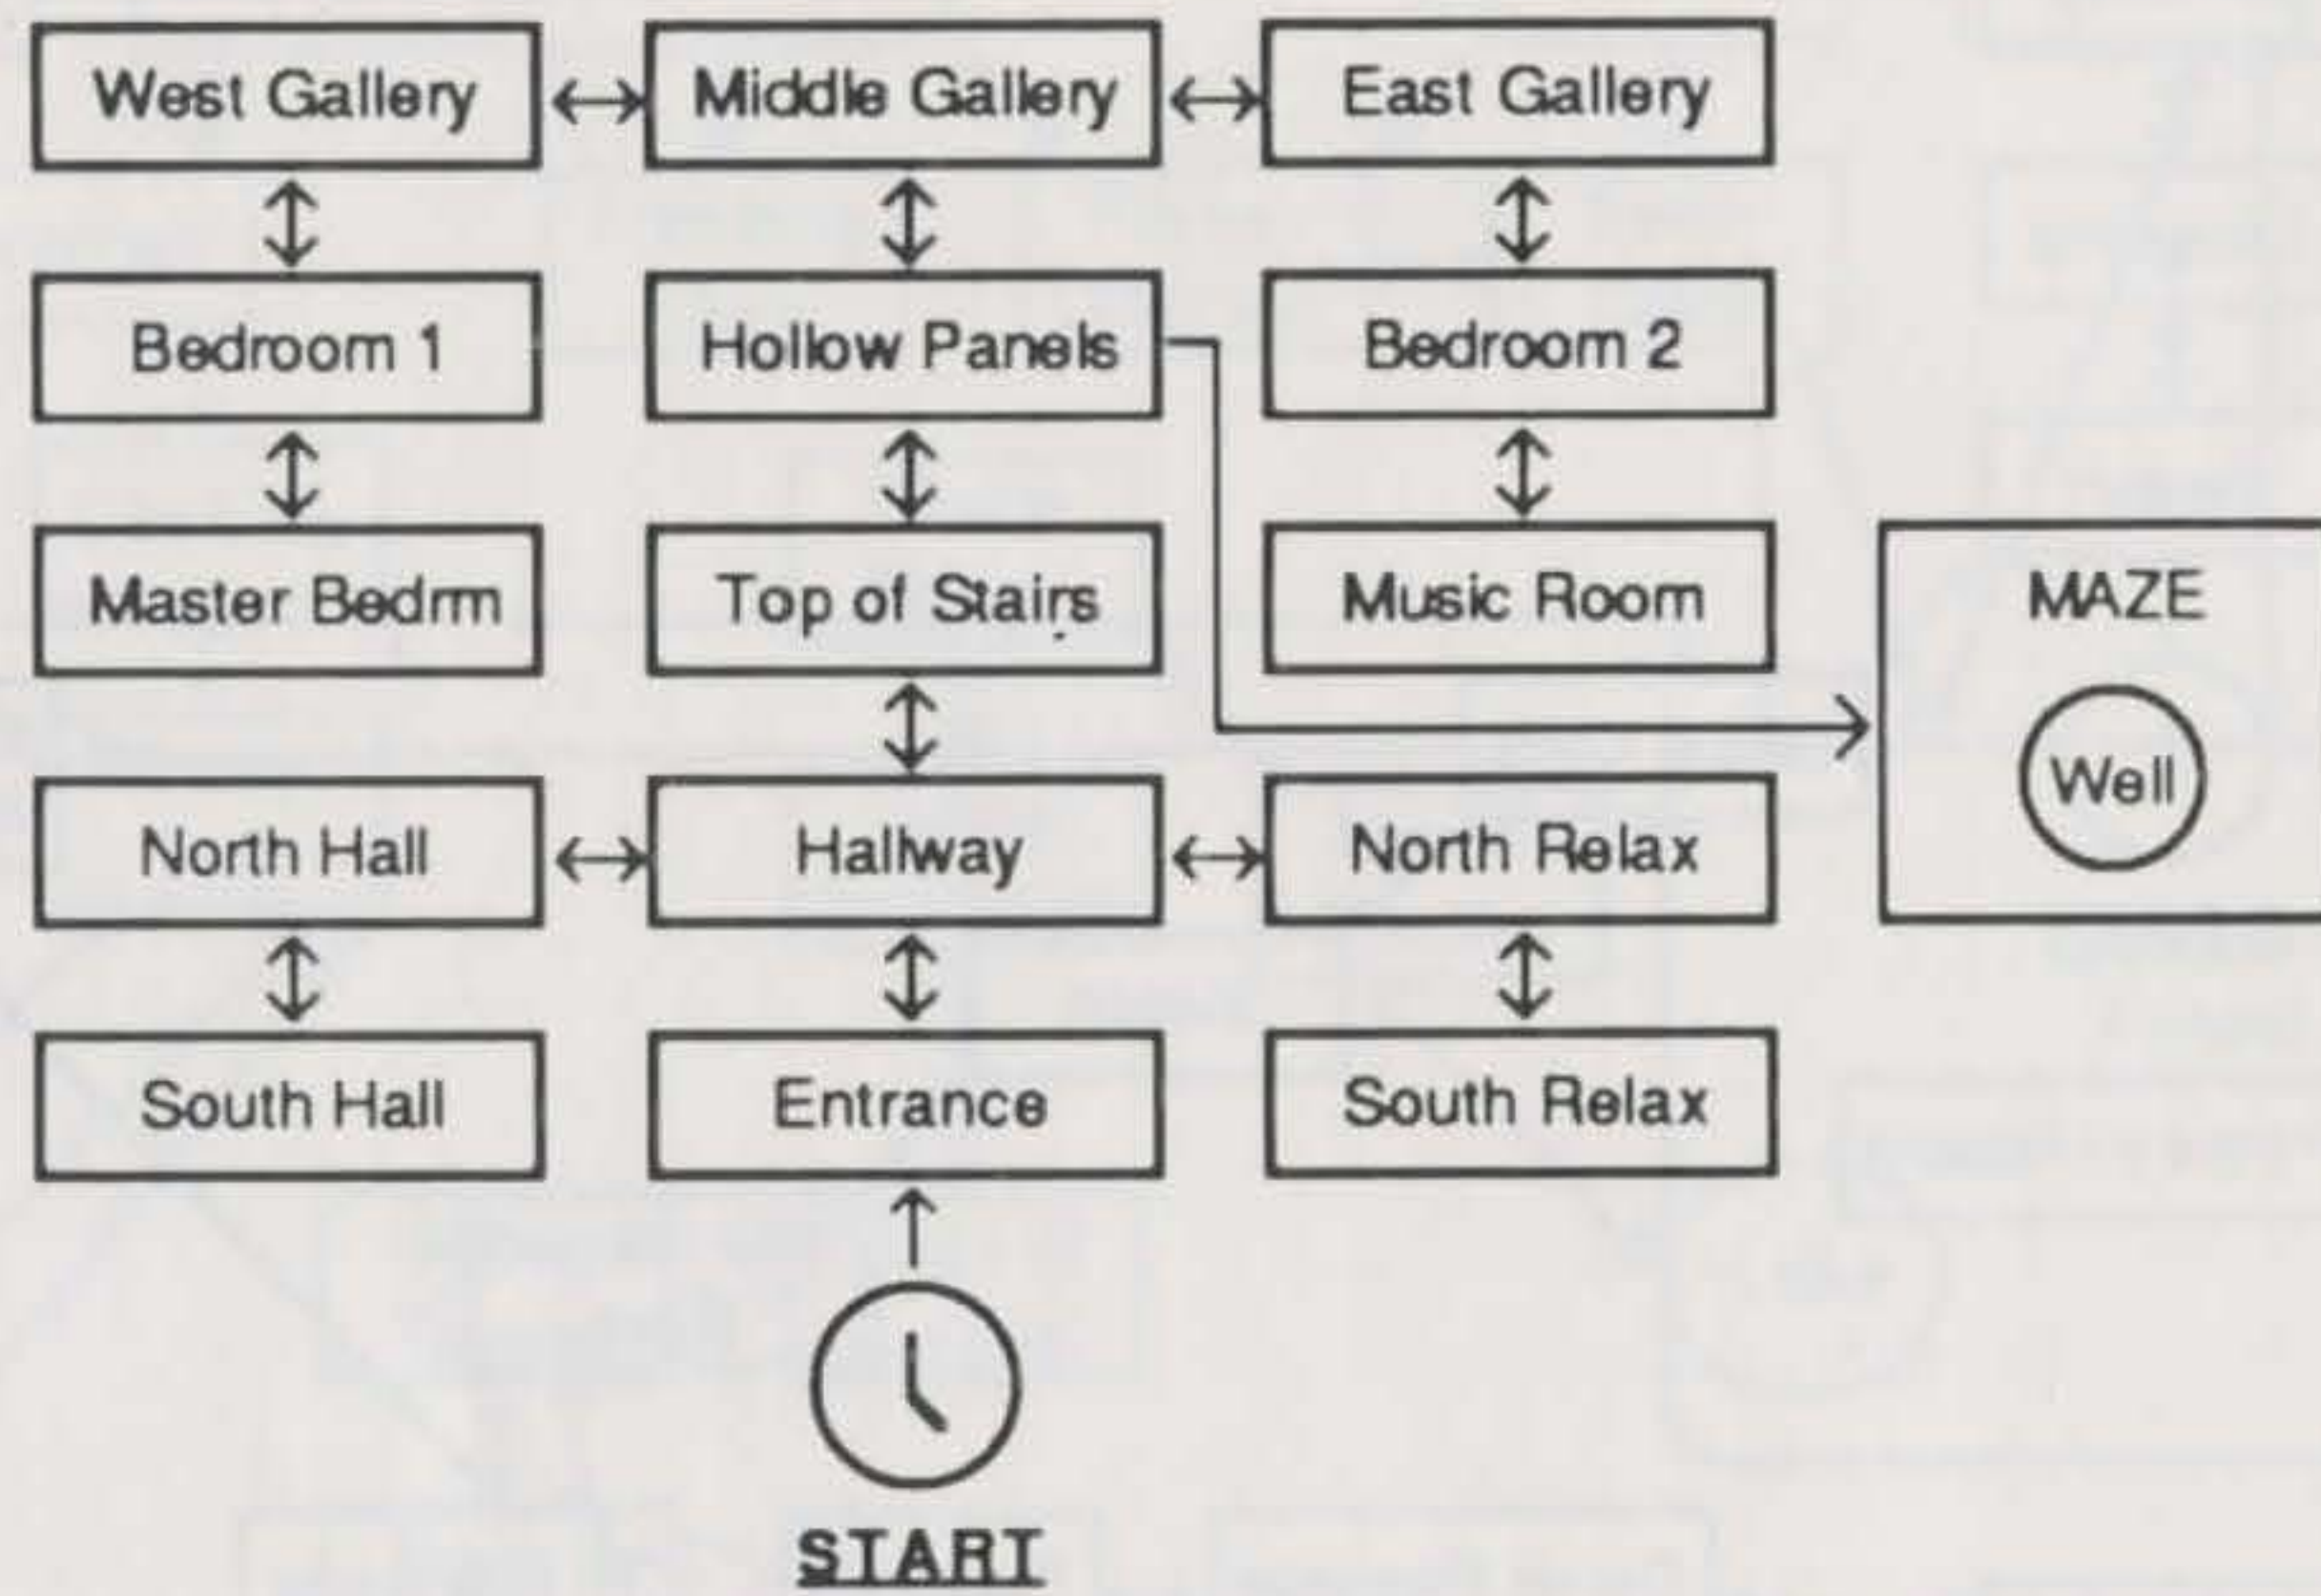 West Gallery
Middle Gallery
East Gallery
Bedroom 1
Hollow Panels
Bedroom 2
Master Bedrm
Top of Stairs
Music Room
MAZE
Well
North Hall
Hallway
North Relax
South Hall
Entrance
South Relax
START